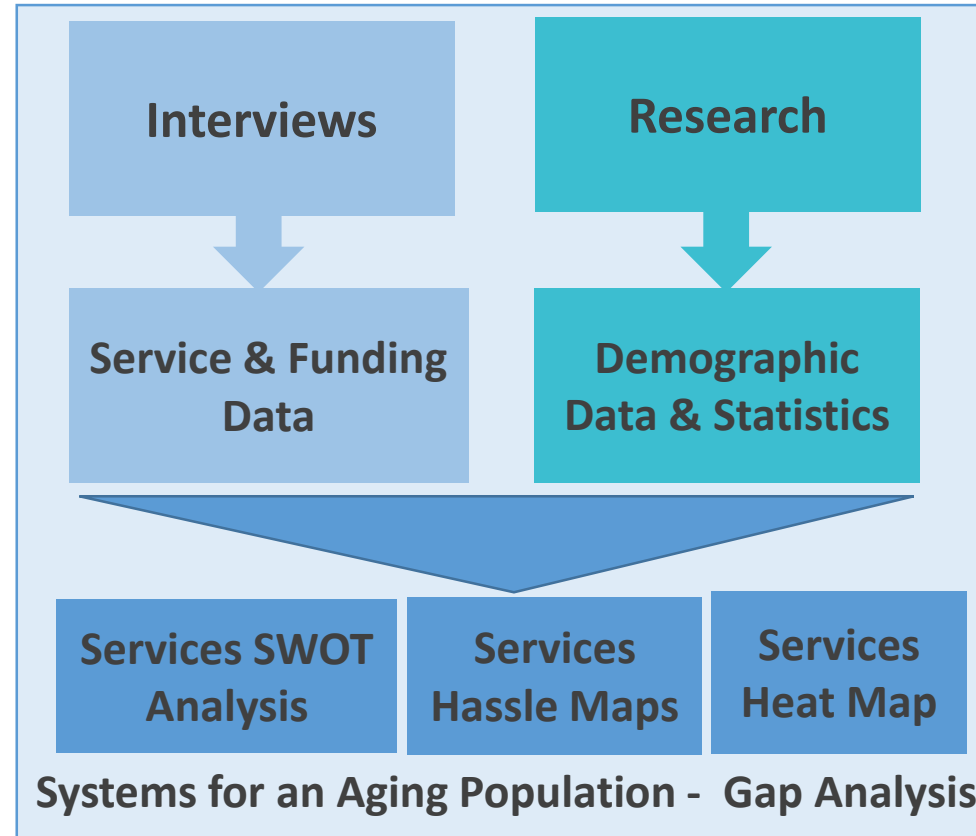 Interviews
Research
Service & Funding
Data
Demographic
Data & Statistics
Services SWOT
Analysis
Services
Hassle Maps
Services
Heat Map
Systems for an Aging Population -  Gap Analysis